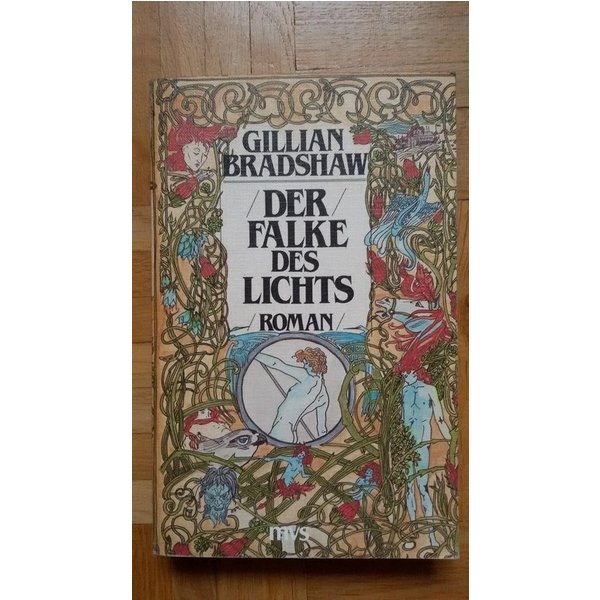 GILLIAN
BRADSHAW
/DER/
FALKE
DES
LICHTS
/ROMAN/
mvs